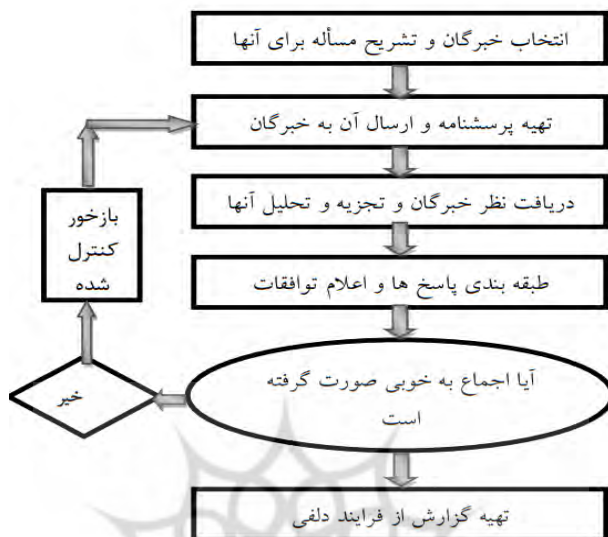 انتخاب خبرگان و تشریح مسأله برای آنها
تهیه پرسشنامه و ارسال آن به خبرگان
دریافت نظر خبرگان و تجزیه و تحلیل آنها
طبقه بندی پاسخ ها و اعلام توافقات
آیا اجماع به خوبی صورت گرفته
است
خیر
بازخور
کنترل
شده
تهیه گزارش از فرایند دلفی